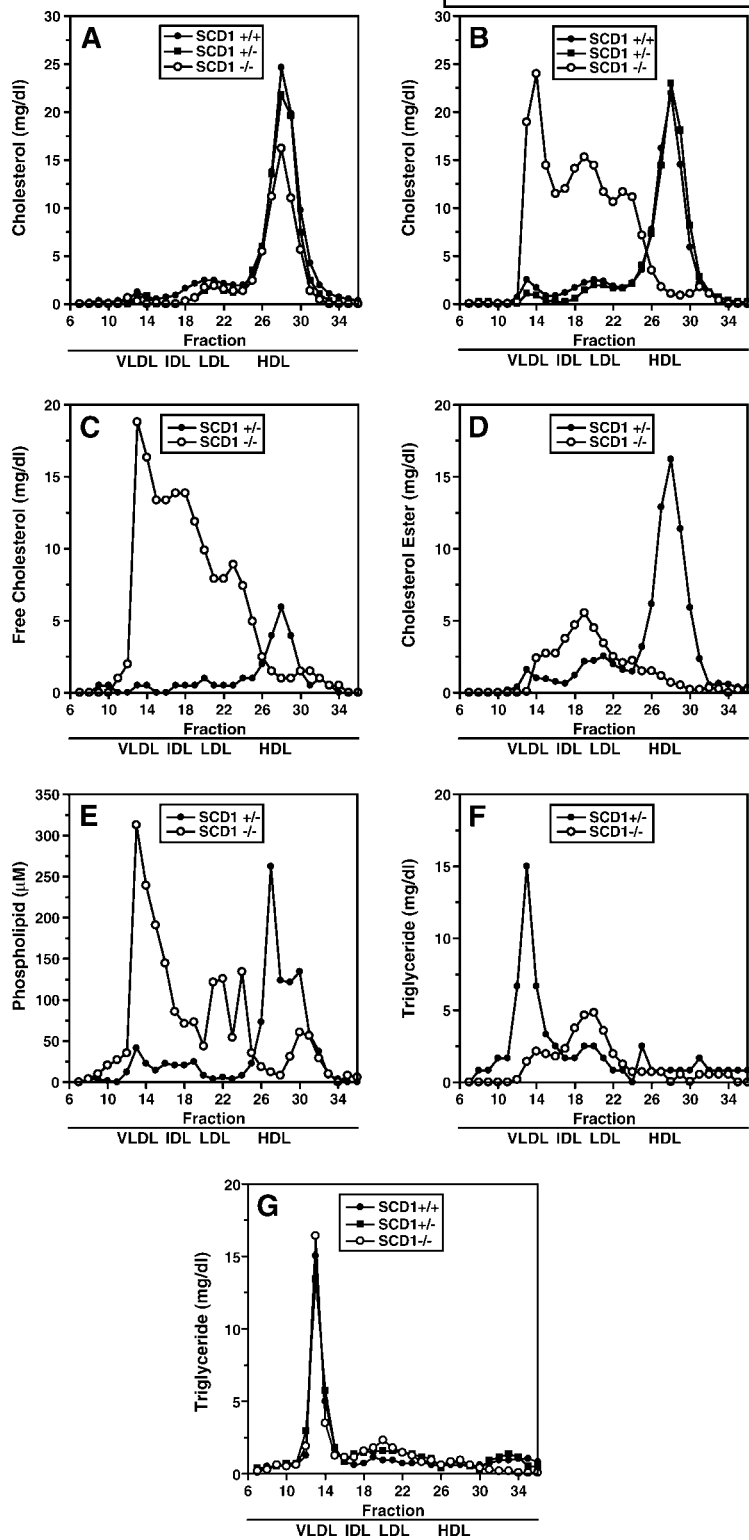 A
SCD1 +/+
SCD1 +/-
SCD1 -/-
Cholesterol (mg/dl)
30
25
20
15
10
5
0
6 10 14 18 22 26 30 34
Fraction
VLDL IDL LDL HDL
B
SCD1 +/+
SCD1 +/-
SCD1 -/-
Cholesterol (mg/dl)
30
25
20
15
10
5
0
6 10 14 18 22 26 30 34
Fraction
VLDL IDL LDL HDL
C
SCD1 +/-
SCD1 -/-
Free Cholesterol (mg/dl)
20
15
10
5
0
6 10 14 18 22 26 30 34
Fraction
VLDL IDL LDL HDL
D
SCD1 +/-
SCD1 -/-
Cholesterol Ester (mg/dl)
20
15
10
5
0
6 10 14 18 22 26 30 34
Fraction
VLDL IDL LDL HDL
E
SCD1 +/-
SCD1 -/-
Phospholipid (μM)
350
300
250
200
150
100
50
0
6 10 14 18 22 26 30 34
Fraction
VLDL IDL LDL HDL
F
SCD1+/-
SCD1-/-
Triglyceride (mg/dl)
20
15
10
5
0
6 10 14 18 22 26 30 34
Fraction
VLDL IDL LDL HDL
G
SCD1+/+
SCD1+/-
SCD1-/-
Triglyceride (mg/dl)
20
15
10
5
0
6 10 14 18 22 26 30 34
Fraction
VLDL IDL LDL HDL